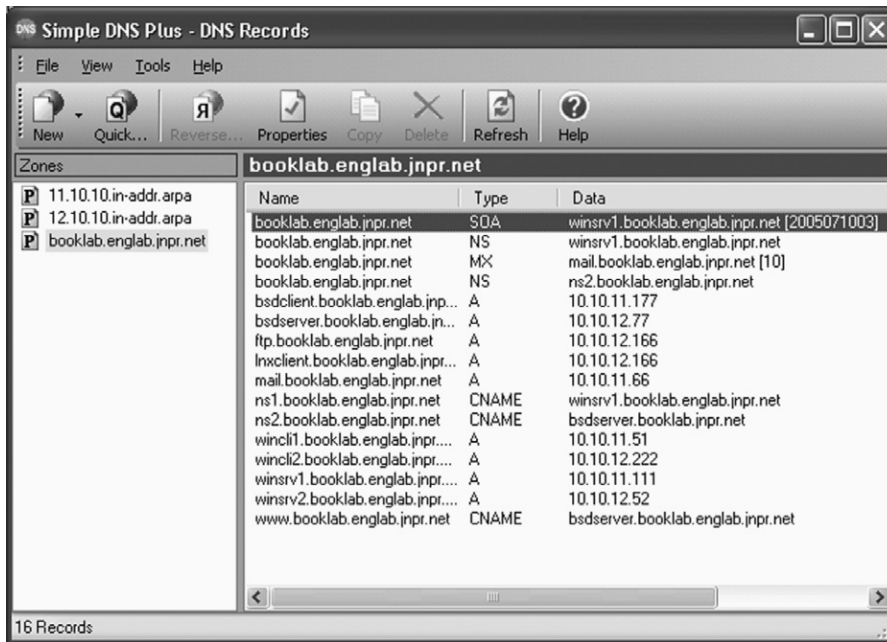 DNS Simple DNS Plus - DNS Records
File View Tools Help
New Quick... Reverse... Properties Copy Delete Refresh Help
Zones
booklab.englab.jnpr.net
11.10.10.in-addr.arpa
12.10.10.in-addr.arpa
booklab.englab.jnpr.net
Name Type Data
booklab.englab.jnpr.net SOA winsrv1.booklab.englab.jnpr.net [2005071003]
booklab.englab.jnpr.net NS winsrv1.booklab.englab.jnpr.net
booklab.englab.jnpr.net MX mail.booklab.englab.jnpr.net [10]
booklab.englab.jnpr.net NS ns2.booklab.englab.jnpr.net
bsdclient.booklab.englab.jnp... A 10.10.11.177
bsdserver.booklab.englab.jn... A 10.10.12.77
ftp.booklab.englab.jnpr.net A 10.10.12.166
lnxclient.booklab.englab.jnpr... A 10.10.12.166
mail.booklab.englab.jnpr.net A 10.10.11.66
ns1.booklab.englab.jnpr.net CNAME winsrv1.booklab.englab.jnpr.net
ns2.booklab.englab.jnpr.net CNAME bsdserver.booklab.jnpr.net
wincli1.booklab.englab.jnpr.... A 10.10.11.51
wincli2.booklab.englab.jnpr.... A 10.10.12.222
winsrv1.booklab.englab.jnpr.... A 10.10.11.111
winsrv2.booklab.englab.jnpr.... A 10.10.12.52
www.booklab.englab.jnpr.net CNAME bsdserver.booklab.englab.jnpr.net
16 Records